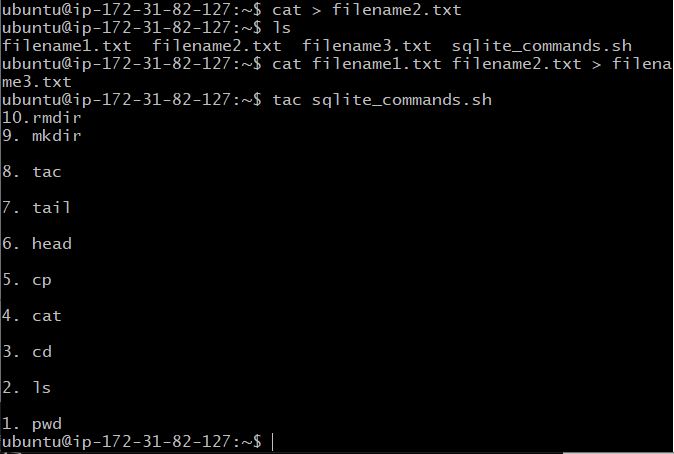 ubuntu@ip-172-31-82-127:~$ cat > filename2.txt
ubuntu@ip-172-31-82-127:~$ ls
filename1.txt  filename2.txt  filename3.txt  sqlite_commands.sh
ubuntu@ip-172-31-82-127:~$ cat filename1.txt filename2.txt > filena
me3.txt
ubuntu@ip-172-31-82-127:~$ tac sqlite_commands.sh
10.rmdir
9. mkdir
8. tac
7. tail
6. head
5. cp
4. cat
3. cd
2. ls
1. pwd
ubuntu@ip-172-31-82-127:~$